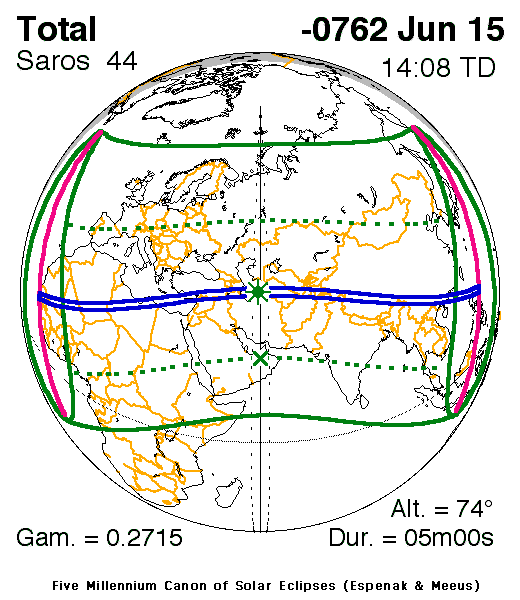 Total -0762 Jun 15
Saros 44 14:08 TD
Alt. = 74°
Gam. = 0.2715 Dur. = 05m00s
Five Millennium Canon of Solar Eclipses (Espenak & Meeus)